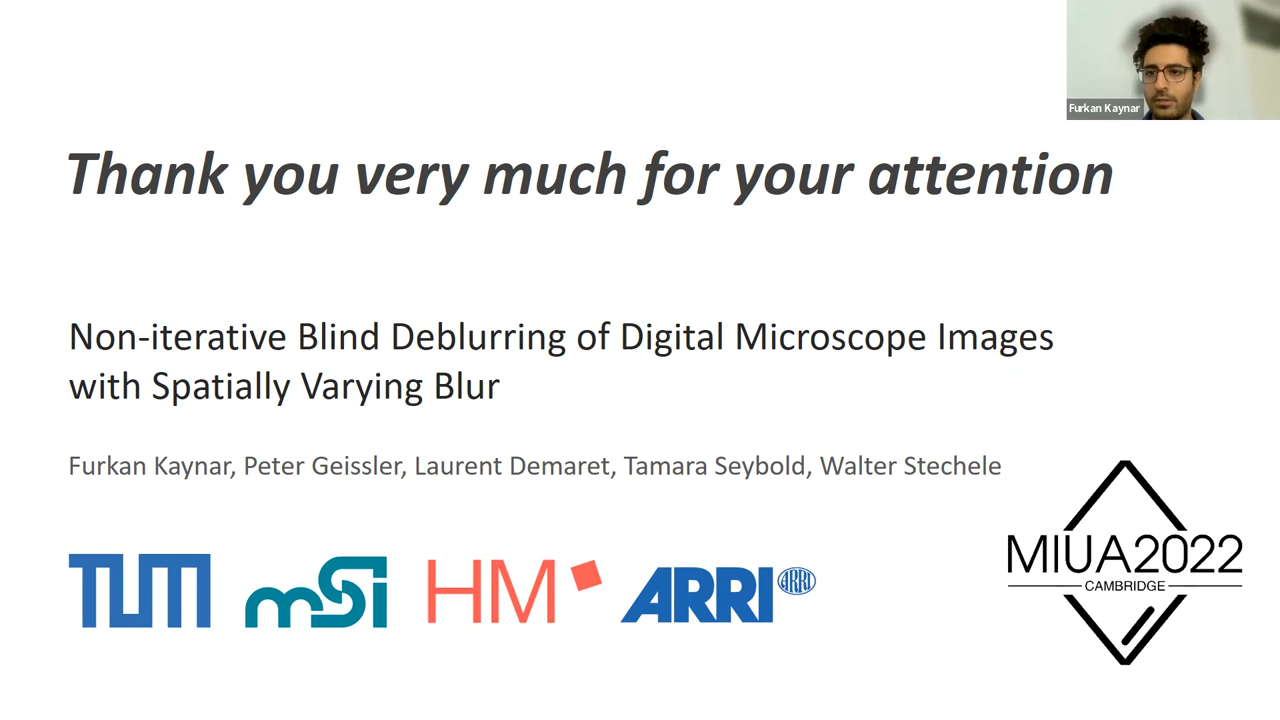 Furkan Kaynar
Thank you very much for your attention
Non-iterative Blind Deblurring of Digital Microscope Images
with Spatially Varying Blur
Furkan Kaynar, Peter Geissler, Laurent Demaret, Tamara Seybold, Walter Stechele
TUM
mSi
HM
ARRI
ARRI
MIUA2022
CAMBRIDGE